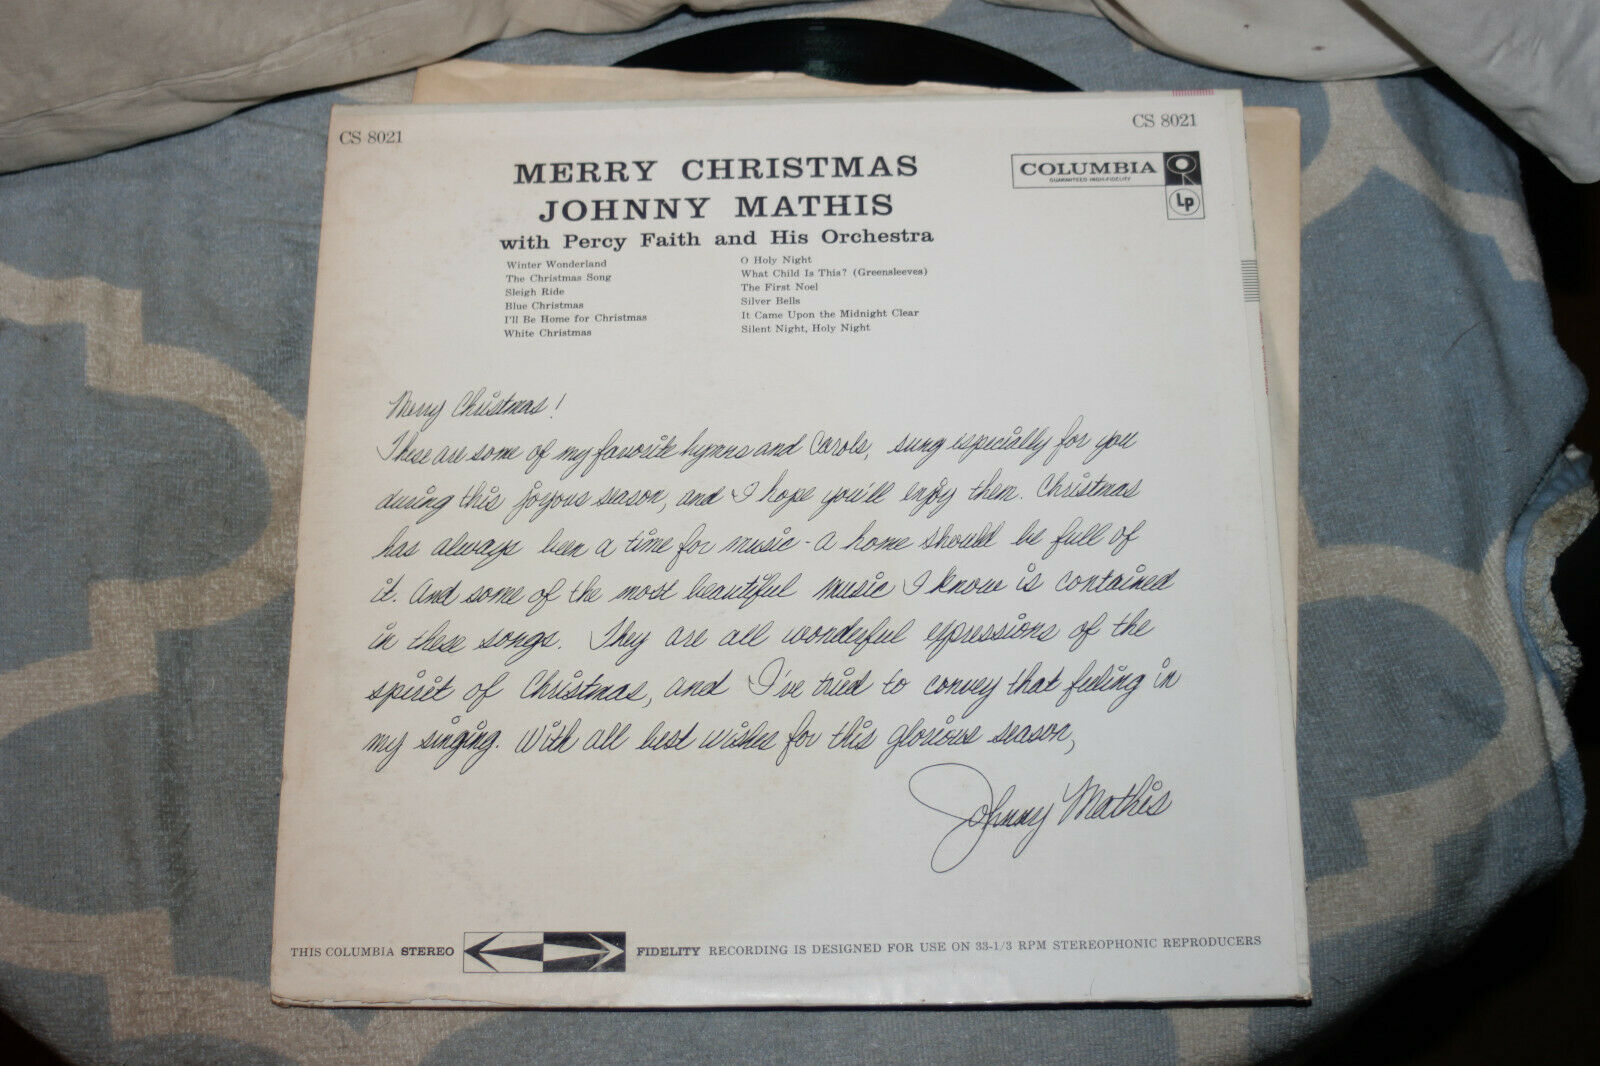 CS 8021
CS 8021
MERRY CHRISTMAS
JOHNNY MATHIS
with Percy Faith and His Orchestra
COLUMBIA
GUARANTEED HIGH-FIDELITY
Lp
Winter Wonderland
The Christmas Song
Sleigh Ride
Blue Christmas
I'll Be Home for Christmas
White Christmas
O Holy Night
What Child Is This? (Greensleeves)
The First Noel
Silver Bells
It Came Upon the Midnight Clear
Silent Night, Holy Night
Merry Christmas!
These are some of my favorite hymns and Carols, sung especially for you
during this joyous season, and I hope you'll enjoy them. Christmas
has always been a time for music - a home should be full of
it. And some of the most beautiful music I know is contained
in these songs. They are all wonderful expressions of the
spirit of Christmas, and I've tried to convey that feeling in
my singing. With all best wishes for this glorious season,
Johnny Mathis
THIS COLUMBIA STEREO FIDELITY RECORDING IS DESIGNED FOR USE ON 33-1/3 RPM STEREOPHONIC REPRODUCERS